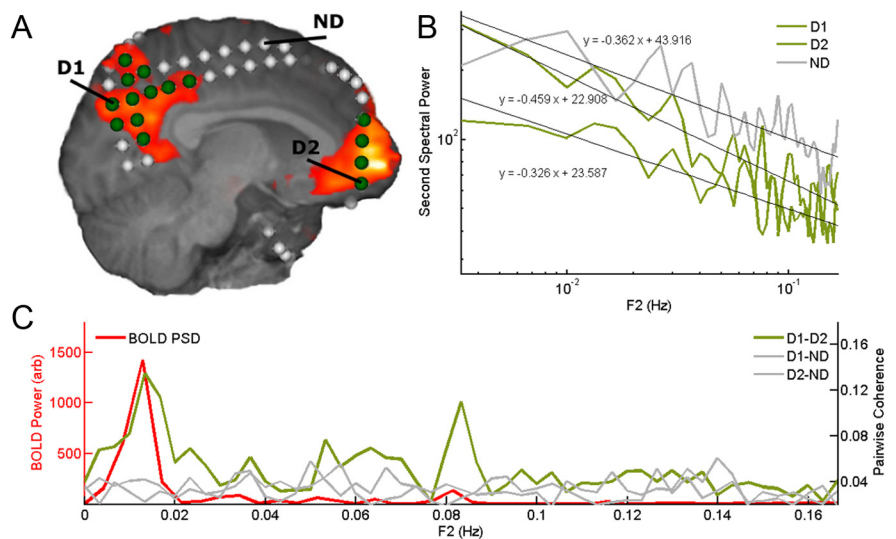 A
ND
D1
D2
B
Second Spectral Power
10²
y = -0.362 x + 43.916
y = -0.459 x + 22.908
y = -0.326 x + 23.587
D1
D2
ND
10⁻²
10⁻¹
F2 (Hz)
C
BOLD Power (arb)
1500
1000
500
BOLD PSD
D1-D2
D1-ND
D2-ND
0.16
0.12
0.08
0.04
Pairwise Coherence
0 0.02 0.04 0.06 0.08 0.1 0.12 0.14 0.16
F2 (Hz)